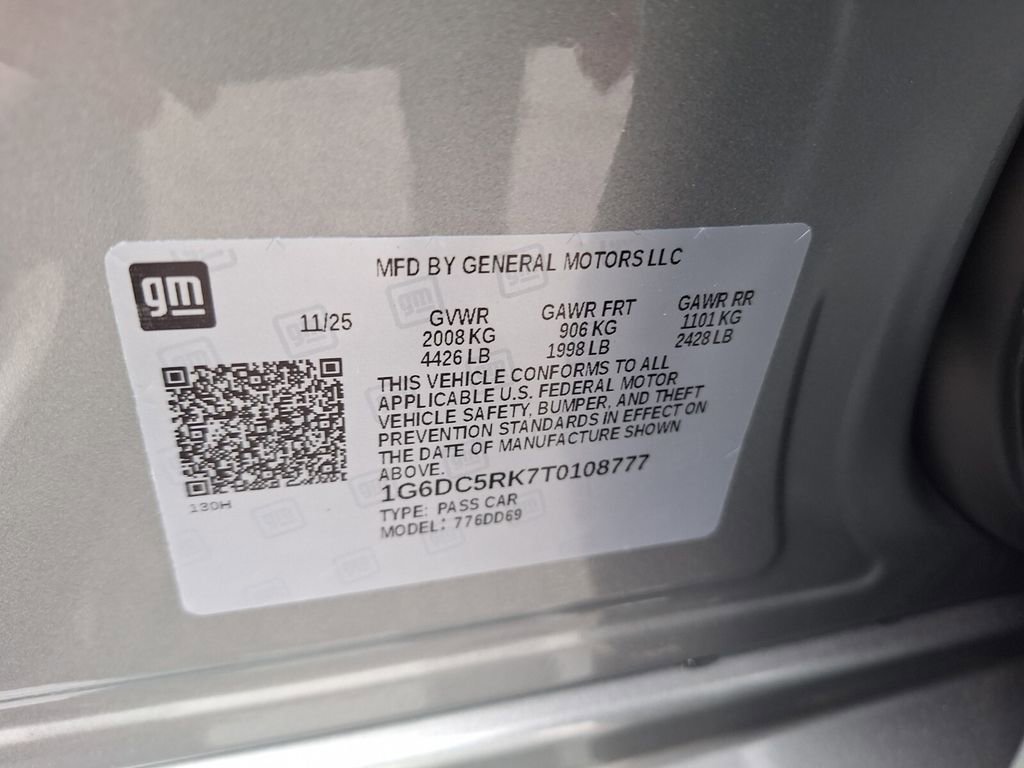 gm
MFD BY GENERAL MOTORS LLC
11/25
GVWR
2008 KG
4426 LB
GAWR FRT
906 KG
1998 LB
GAWR RR
1101 KG
2428 LB
THIS VEHICLE CONFORMS TO ALL
APPLICABLE U.S. FEDERAL MOTOR
VEHICLE SAFETY, BUMPER, AND THEFT
PREVENTION STANDARDS IN EFFECT ON
THE DATE OF MANUFACTURE SHOWN
ABOVE.
1G6DC5RK7T0108777
TYPE: PASS CAR
MODEL: 776DD69
130H